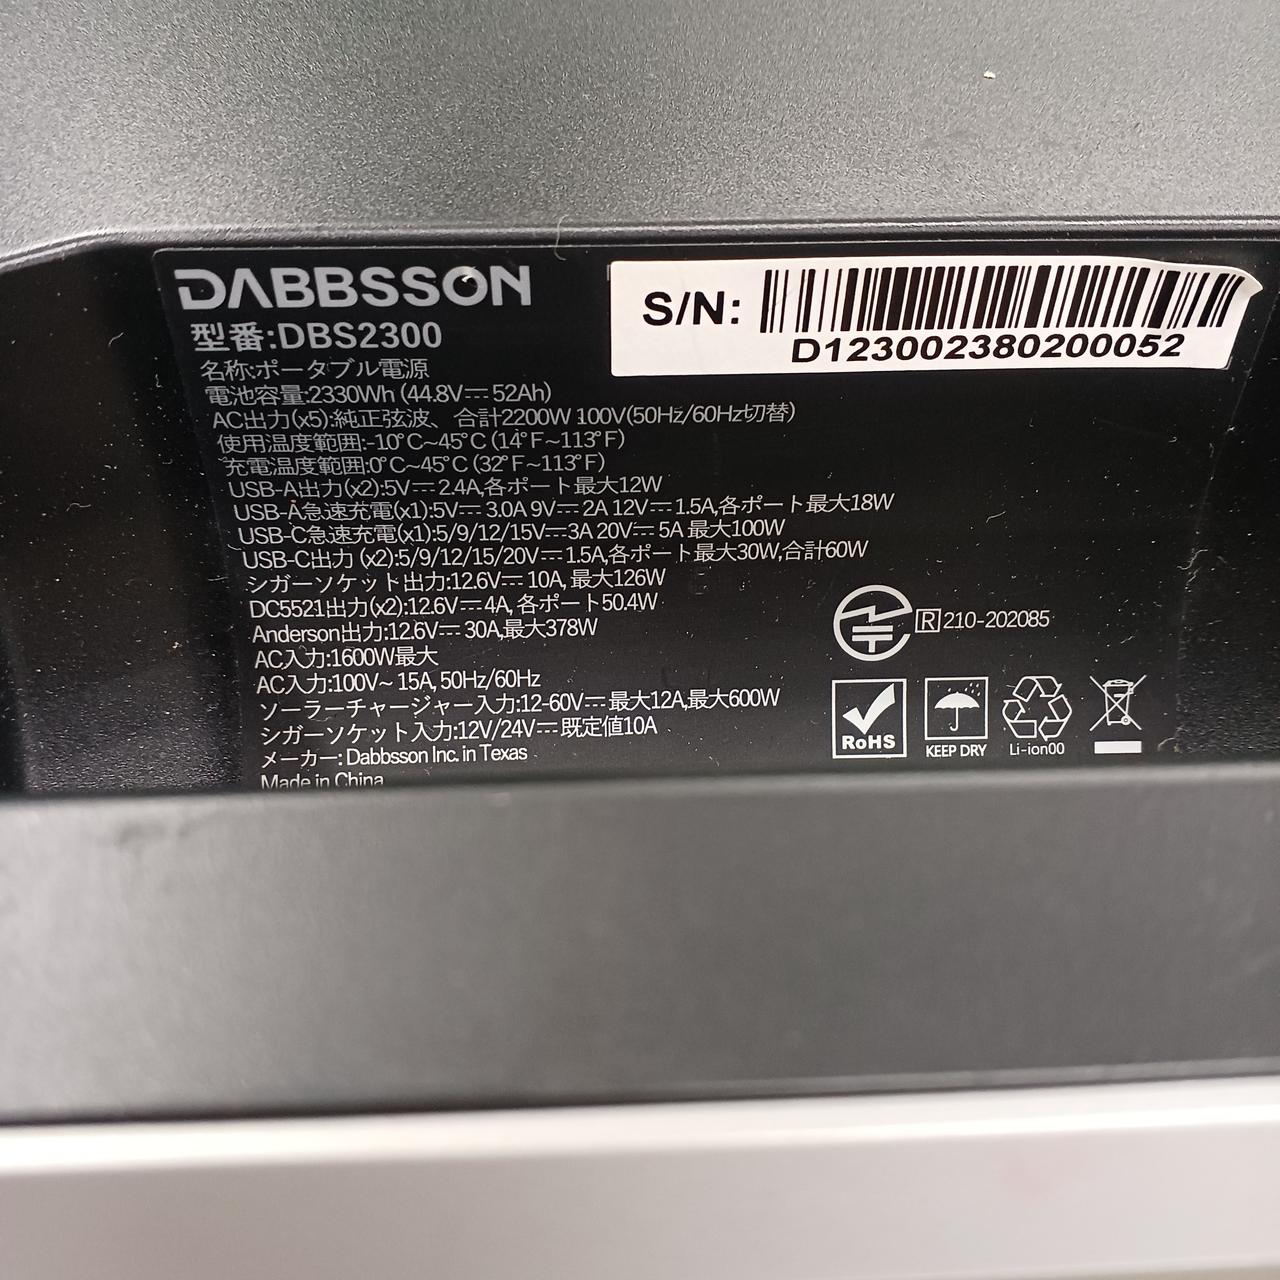 DABBSSON
型番:DBS2300
名称:ポータブル電源
電池容量:2330Wh (44.8V⎓52Ah)
AC出力(x5):純正弦波、合計2200W 100V(50Hz/60Hz切替)
使用温度範囲:-10°C~45°C (14°F~113°F)
充電温度範囲:0°C~45°C (32°F~113°F)
USB-A出力(x2):5V⎓2.4A,各ポート最大12W
USB-A急速充電(x1):5V⎓3.0A 9V⎓2A 12V⎓1.5A,各ポート最大18W
USB-C急速充電(x1):5/9/12/15V⎓3A 20V⎓5A 最大100W
USB-C出力 (x2):5/9/12/15/20V⎓1.5A,各ポート最大30W,合計60W
シガーソケット出力:12.6V⎓10A, 最大126W
DC5521出力(x2):12.6V⎓4A, 各ポート50.4W
Anderson出力:12.6V⎓30A,最大378W
AC入力:1600W最大
AC入力:100V~ 15A, 50Hz/60Hz
ソーラーチャージャー入力:12-60V⎓最大12A,最大600W
シガーソケット入力:12V/24V⎓既定値10A
メーカー: Dabbsson Inc. in Texas
Made in China
S/N:
D123002380200052
R 210-202085
RoHS
KEEP DRY
Li-ion00